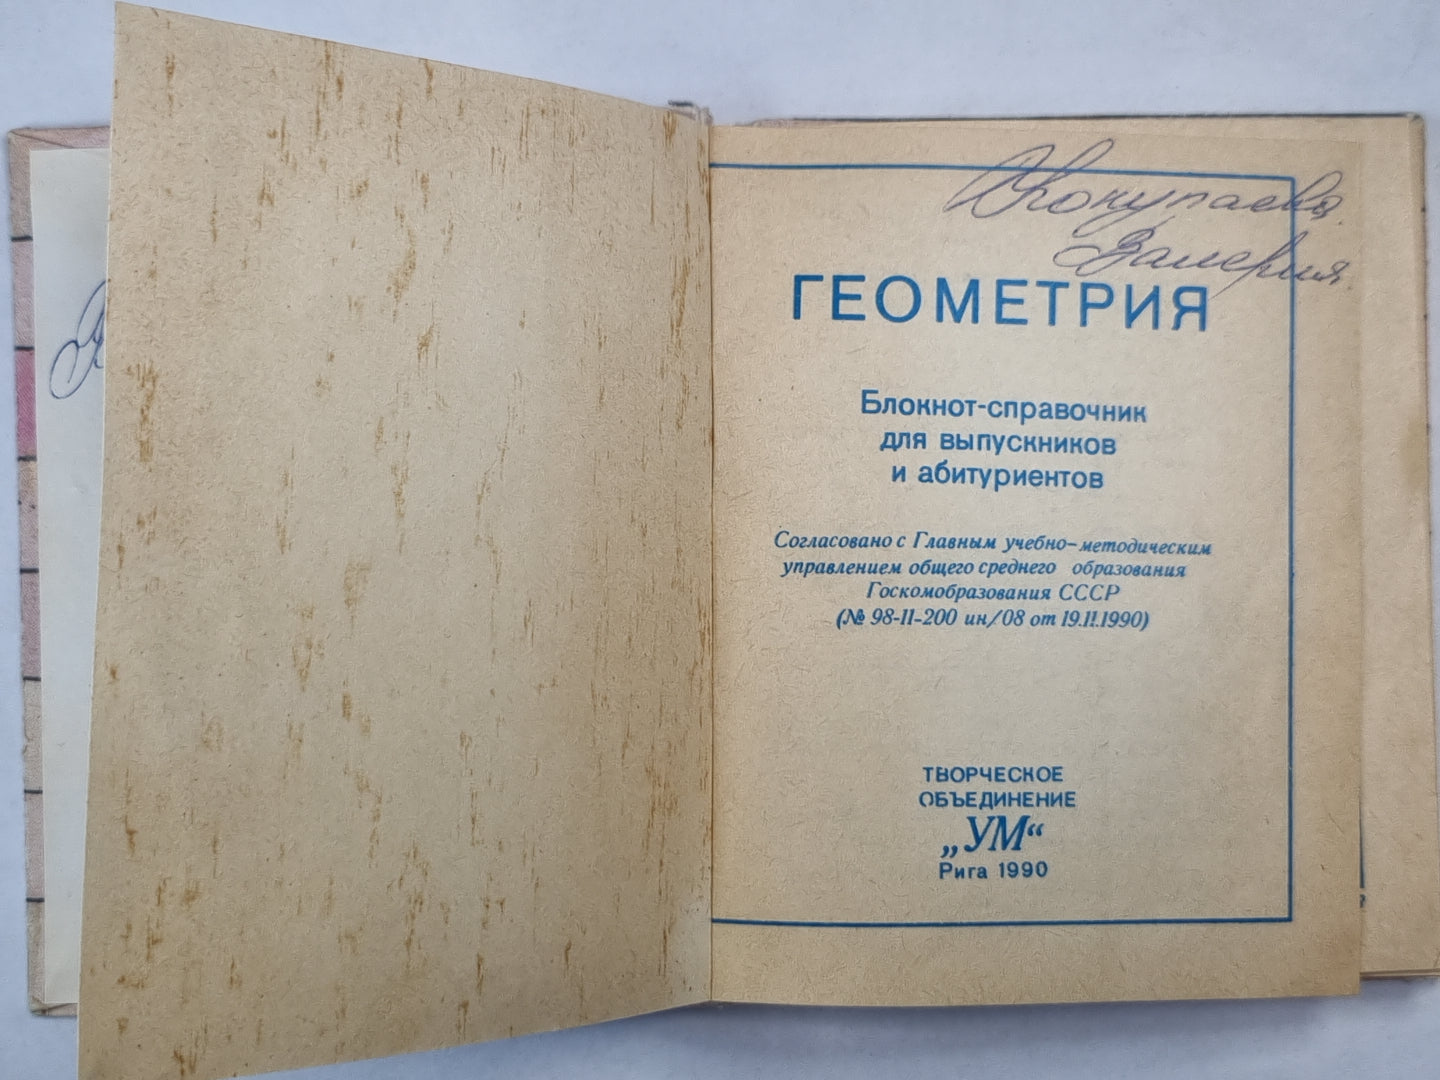 Валерия.
ГЕОМЕТРИЯ
Блокнот-справочник
для выпускников
и абитуриентов
Согласовано с Главным учебно-методическим
управлением общего среднего образования
Госкомобразования СССР
(№ 98-11-200 ин/08 от 19.11.1990)
ТВОРЧЕСКОЕ
ОБЪЕДИНЕНИЕ
„УМ“
Рига 1990